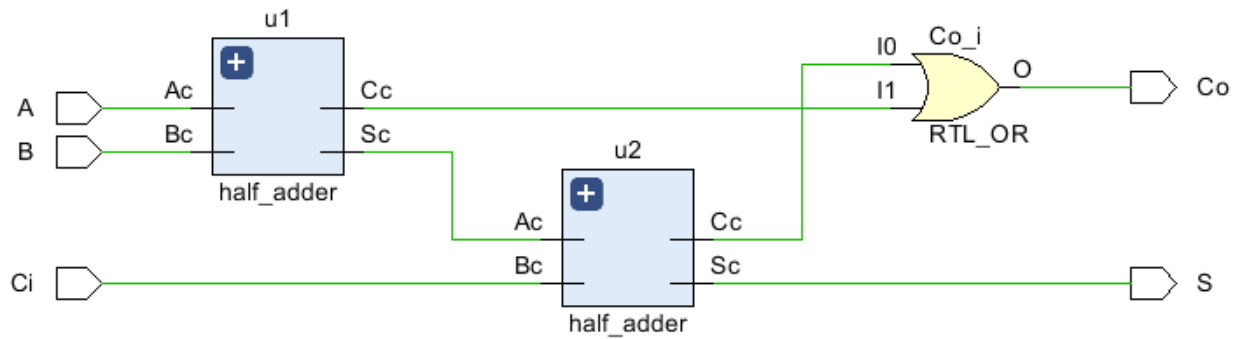 u1
Co_i
I0
O
A
Ac
Cc
I1
Co
B
Bc
Sc
RTL_OR
half_adder
u2
Ac
Cc
Ci
Bc
Sc
S
half_adder